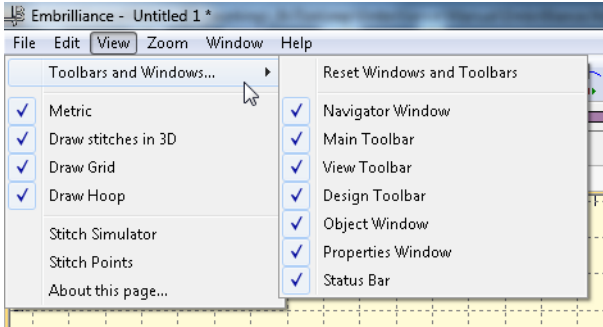 Embrilliance - Untitled 1 *
File Edit View Zoom Window Help
Toolbars and Windows...
Metric
Draw stitches in 3D
Draw Grid
Draw Hoop
Stitch Simulator
Stitch Points
About this page...
Reset Windows and Toolbars
Navigator Window
Main Toolbar
View Toolbar
Design Toolbar
Object Window
Properties Window
Status Bar